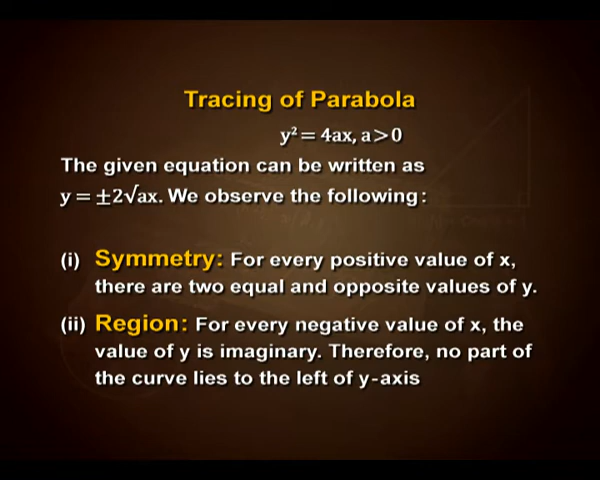 Tracing of Parabola
y² = 4ax, a>0
The given equation can be written as
y = ±2√ax. We observe the following:
(i) Symmetry: For every positive value of x,
there are two equal and opposite values of y.
(ii) Region: For every negative value of x, the
value of y is imaginary. Therefore, no part of
the curve lies to the left of y-axis